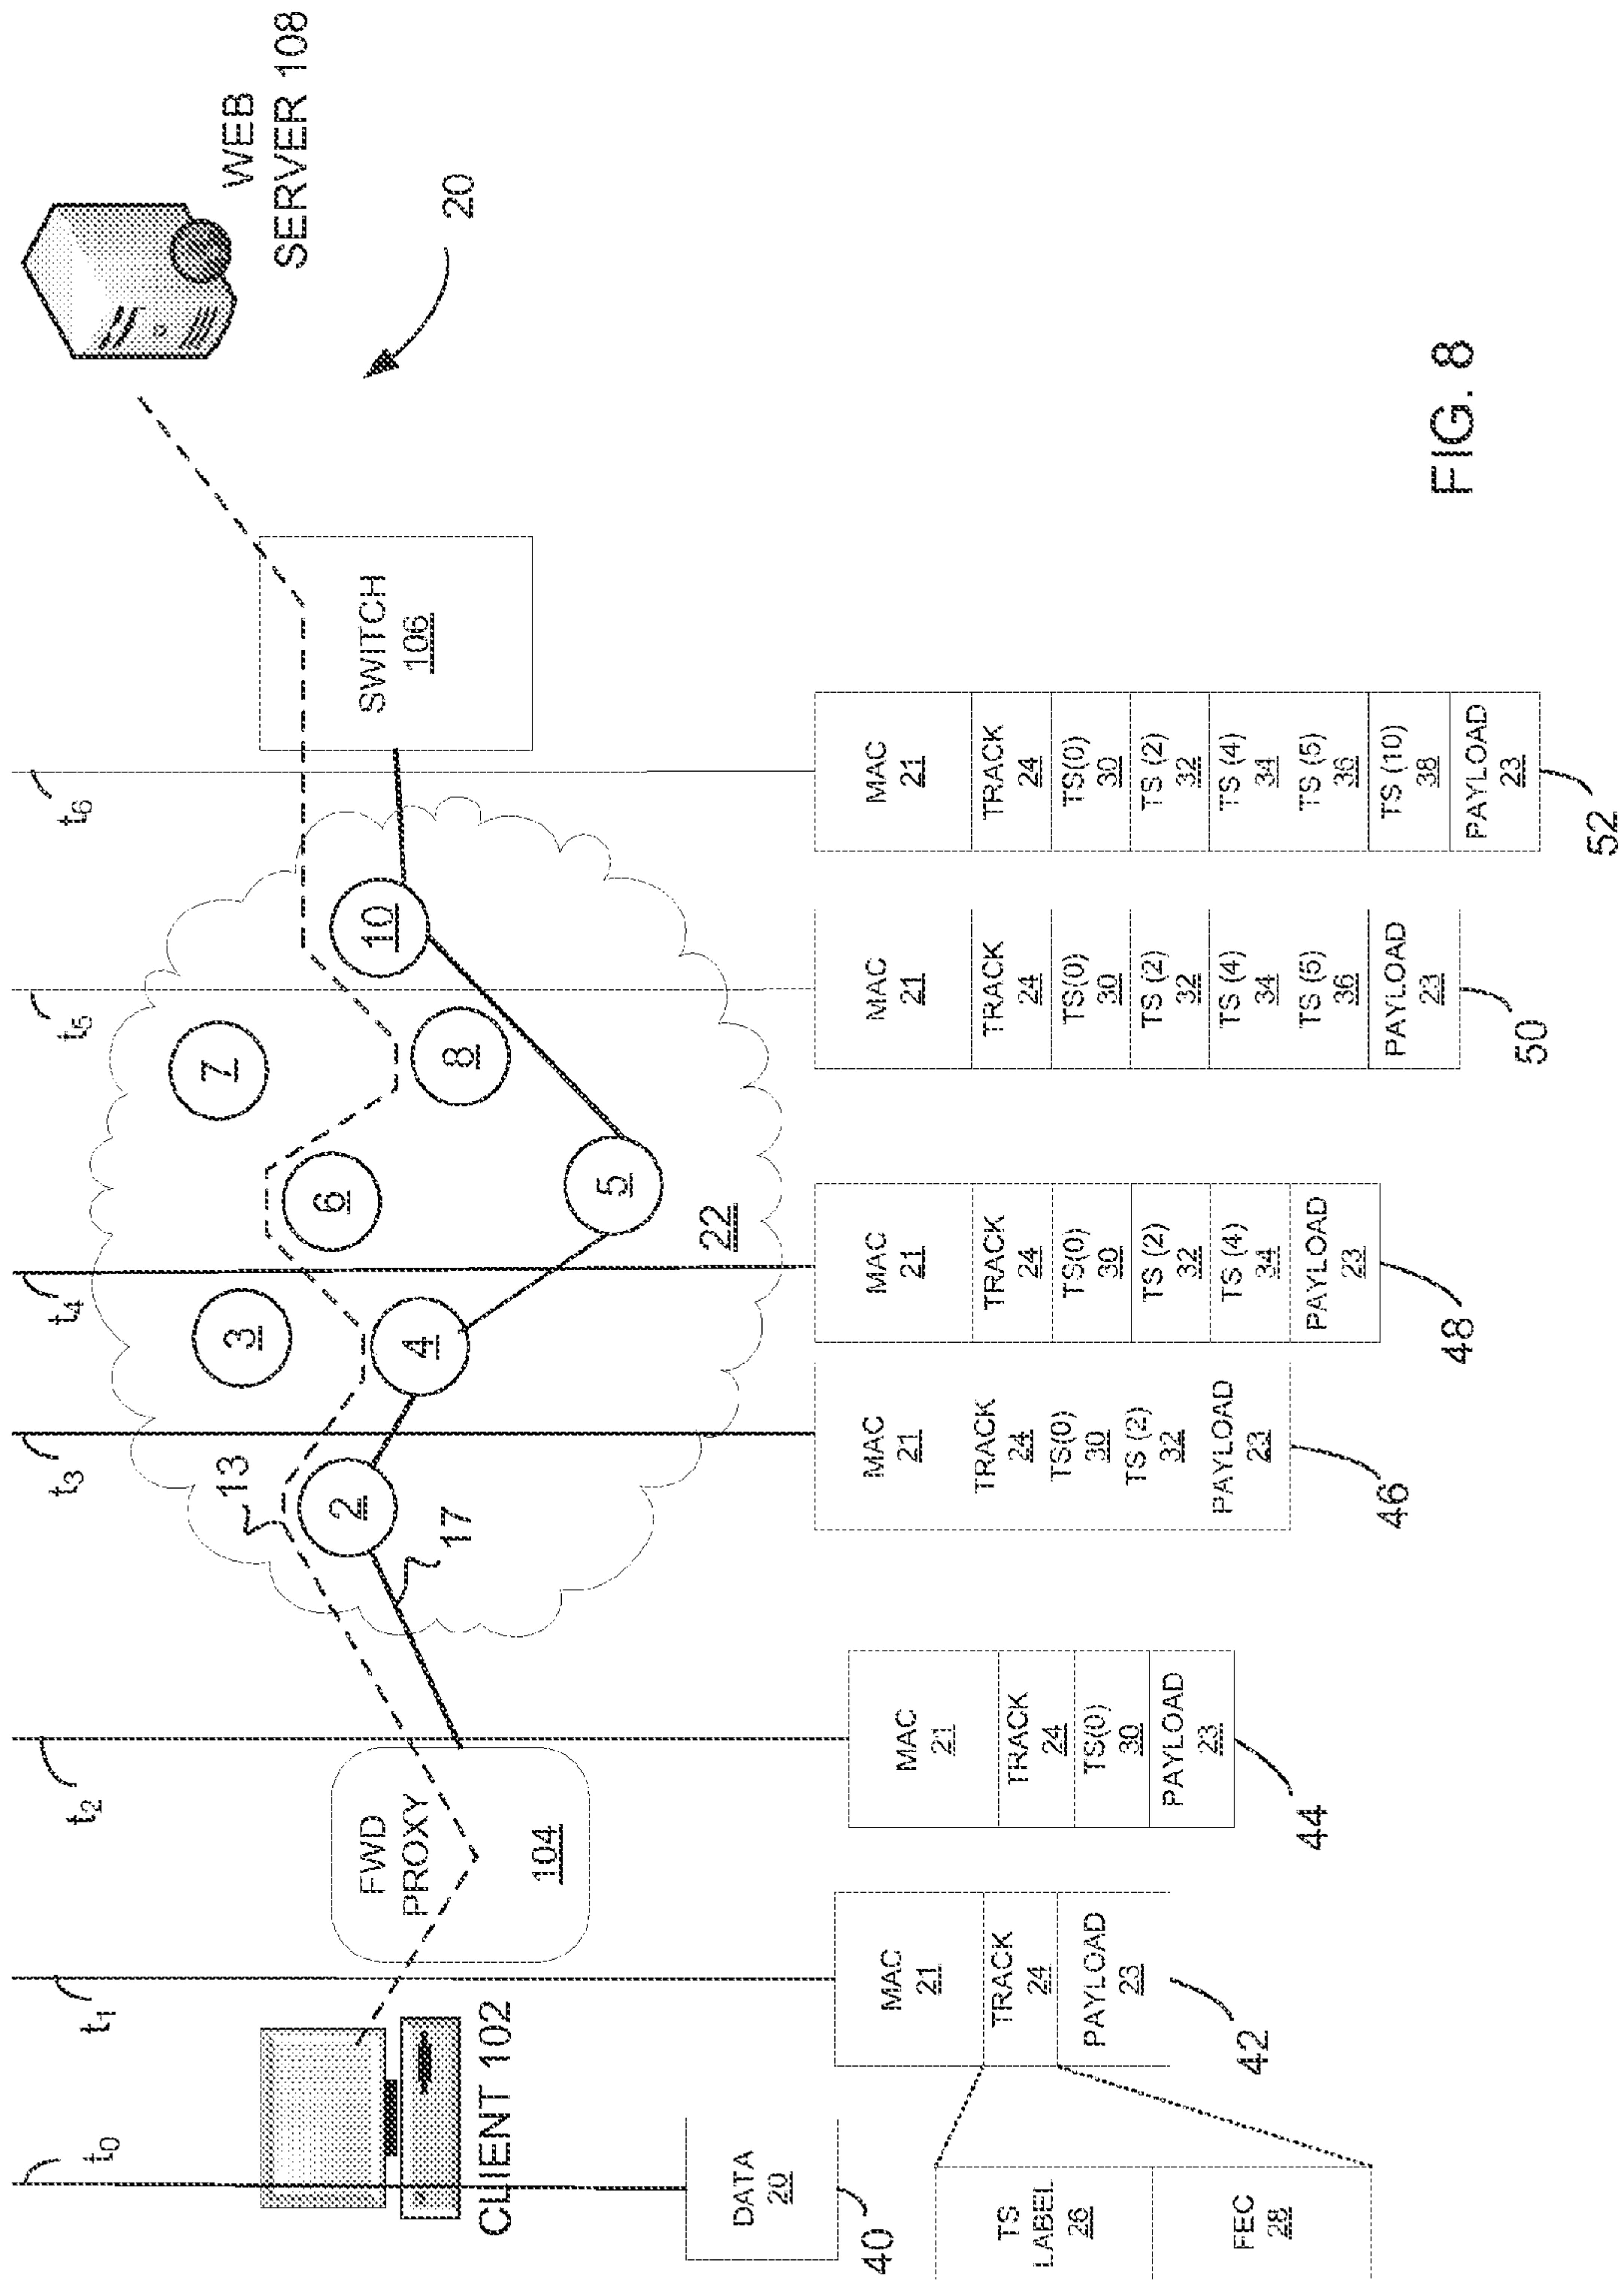 t0
t1
t2
t3
t4
t5
t6
WEB
SERVER 108
20
CLIENT 102
FWD
PROXY
104
13
17
2
3
4
5
6
7
8
10
22
SWITCH
106
DATA
20
40
TS
LABEL
26
FEC
28
MAC
21
TRACK
24
PAYLOAD
23
42
MAC
21
TRACK
24
TS(0)
30
PAYLOAD
23
44
MAC
21
TRACK
24
TS(0)
30
TS (2)
32
PAYLOAD
23
46
MAC
21
TRACK
24
TS(0)
30
TS (2)
32
TS (4)
34
PAYLOAD
23
48
MAC
21
TRACK
24
TS(0)
30
TS (2)
32
TS (4)
34
TS (5)
36
PAYLOAD
23
50
MAC
21
TRACK
24
TS(0)
30
TS (2)
32
TS (4)
34
TS (5)
36
TS (10)
38
PAYLOAD
23
52
FIG. 8